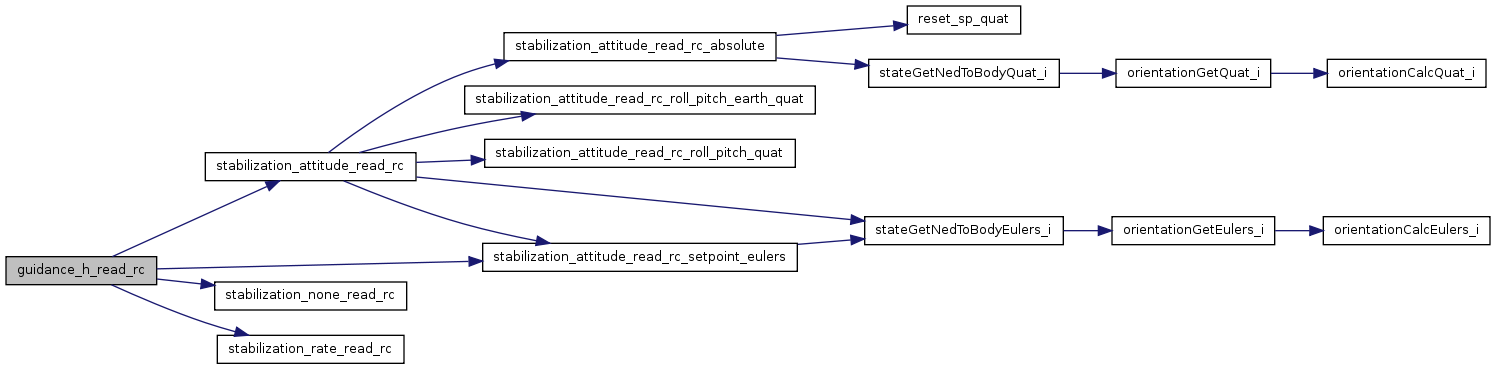 reset_sp_quat
stabilization_attitude_read_rc_absolute
stateGetNedToBodyQuat_i
orientationGetQuat_i
orientationCalcQuat_i
stabilization_attitude_read_rc_roll_pitch_earth_quat
stabilization_attitude_read_rc_roll_pitch_quat
stabilization_attitude_read_rc
stateGetNedToBodyEulers_i
orientationGetEulers_i
orientationCalcEulers_i
stabilization_attitude_read_rc_setpoint_eulers
guidance_h_read_rc
stabilization_none_read_rc
stabilization_rate_read_rc